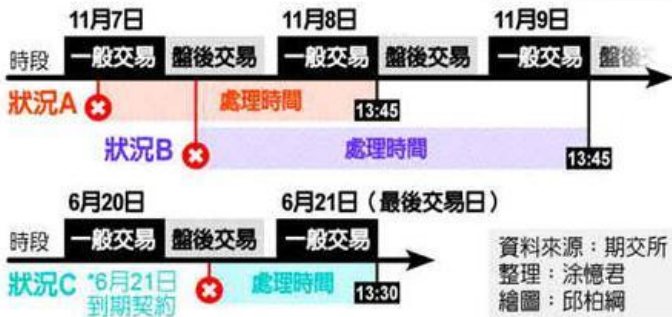 11月7日 11月8日 11月9日
時段 一般交易 盤後交易 一般交易 盤後交易 一般交易 盤後
狀況A 處理時間 13:45
狀況B 處理時間 13:45
6月20日 6月21日（最後交易日）
時段 一般交易 盤後交易 一般交易
狀況C *6月21日 處理時間 13:30
到期契約
資料來源：期交所
整理：涂憶君
繪圖：邱柏綱